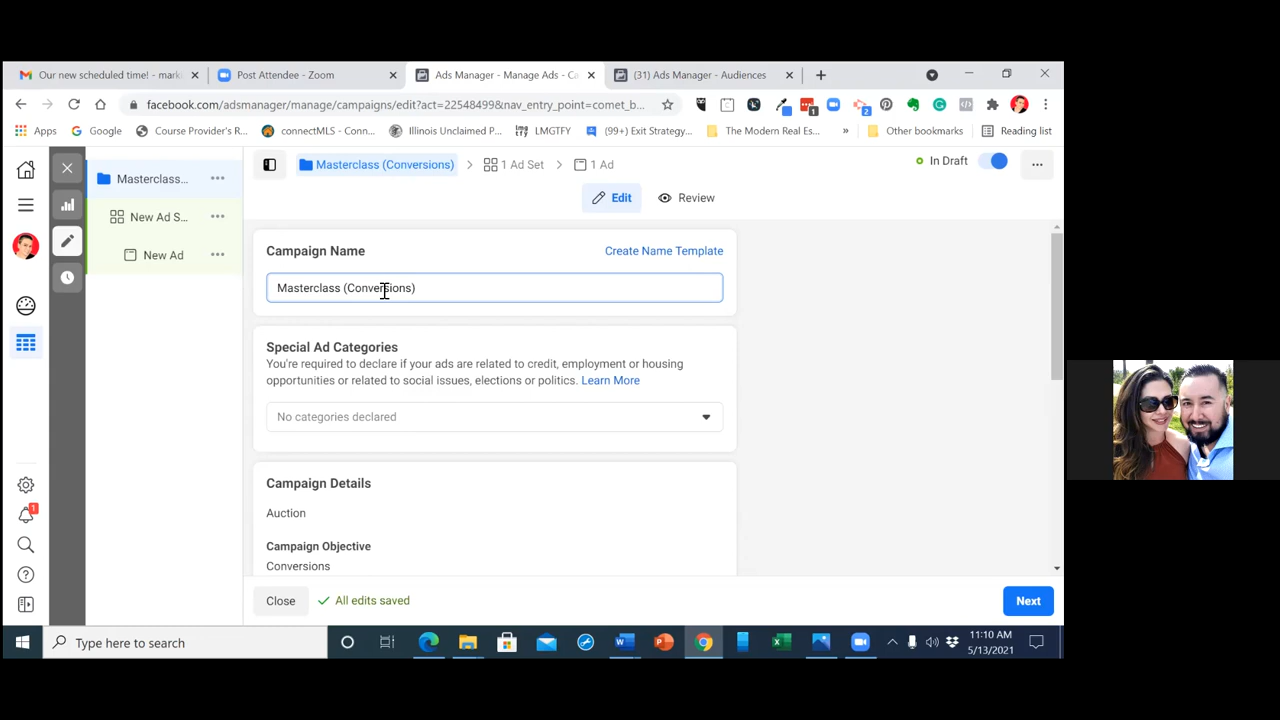 Our new scheduled time! - mark
Post Attendee - Zoom
Ads Manager - Manage Ads - Ca
(31) Ads Manager - Audiences
facebook.com/adsmanager/manage/campaigns/edit?act=22548499&nav_entry_point=comet_b...
1
2
Apps
Google
Course Provider's R...
connectMLS - Conn...
Illinois Unclaimed P...
LMGTFY
(99+) Exit Strategy...
The Modern Real Es...
»
Other bookmarks
Reading list
Masterclass...
New Ad S...
New Ad
Masterclass (Conversions)
1 Ad Set
1 Ad
In Draft
Edit
Review
Campaign Name
Create Name Template
Masterclass (Conversions)
Special Ad Categories
You're required to declare if your ads are related to credit, employment or housing
opportunities or related to social issues, elections or politics. Learn More
No categories declared
Campaign Details
Auction
Campaign Objective
Conversions
1
Close
All edits saved
Next
Type here to search
11:10 AM
5/13/2021